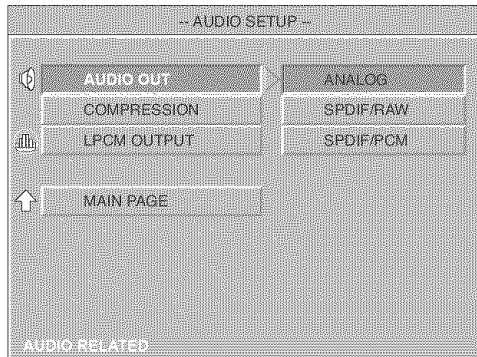 -- AUDIO SETUP --
AUDIO OUT
ANALOG
COMPRESSION
SPDIF/RAW
LPCM OUTPUT
SPDIF/PCM
MAIN PAGE
AUDIO RELATED